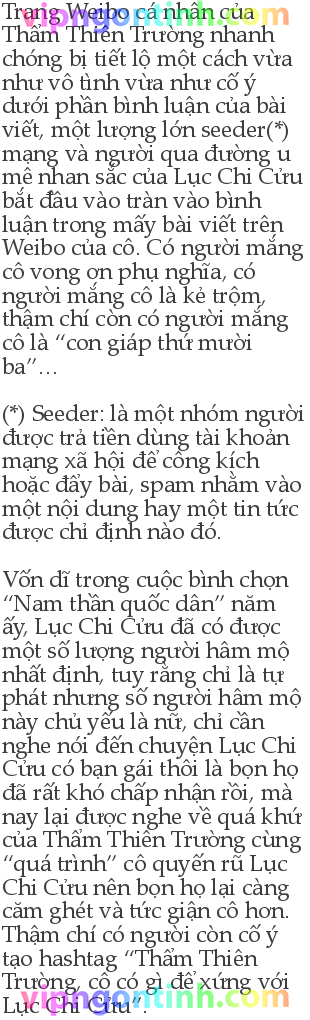 vipngontinh.com
Trang Weibo cá nhân của
Thẩm Thiên Trường nhanh
chóng bị tiết lộ một cách vừa
như vô tình vừa như cố ý
dưới phần bình luận của bài
viết, một lượng lớn seeder(*)
mạng và người qua đường u
mê nhan sắc của Lục Chi Cửu
bắt đầu vào tràn vào bình
luận trong mấy bài viết trên
Weibo của cô. Có người mắng
cô vong ơn phụ nghĩa, có
người mắng cô là kẻ trộm,
thậm chí còn có người mắng
cô là “con giáp thứ mười
ba”…
(*) Seeder: là một nhóm người
được trả tiền dùng tài khoản
mạng xã hội để công kích
hoặc đẩy bài, spam nhằm vào
một nội dung hay một tin tức
được chỉ định nào đó.
Vốn dĩ trong cuộc bình chọn
“Nam thần quốc dân” năm
ấy, Lục Chi Cửu đã có được
một số lượng người hâm mộ
nhất định, tuy rằng chỉ là tự
phát nhưng số người hâm mộ
này chủ yếu là nữ, chỉ cần
nghe nói đến chuyện Lục Chi
Cửu có bạn gái thôi là bọn họ
đã rất khó chấp nhận rồi, mà
nay lại được nghe về quá khứ
của Thẩm Thiên Trường cùng
“quá trình” cô quyến rũ Lục
Chi Cửu nên bọn họ lại càng
căm ghét và tức giận cô hơn.
Thậm chí có người còn cố ý
tạo hashtag “Thẩm Thiên
Trường, cô có gì để xứng với
Lục Chi Cửu”.
vipngontinh.com